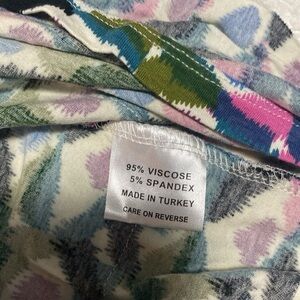 95% VISCOSE
5% SPANDEX
MADE IN TURKEY
CARE ON REVERSE